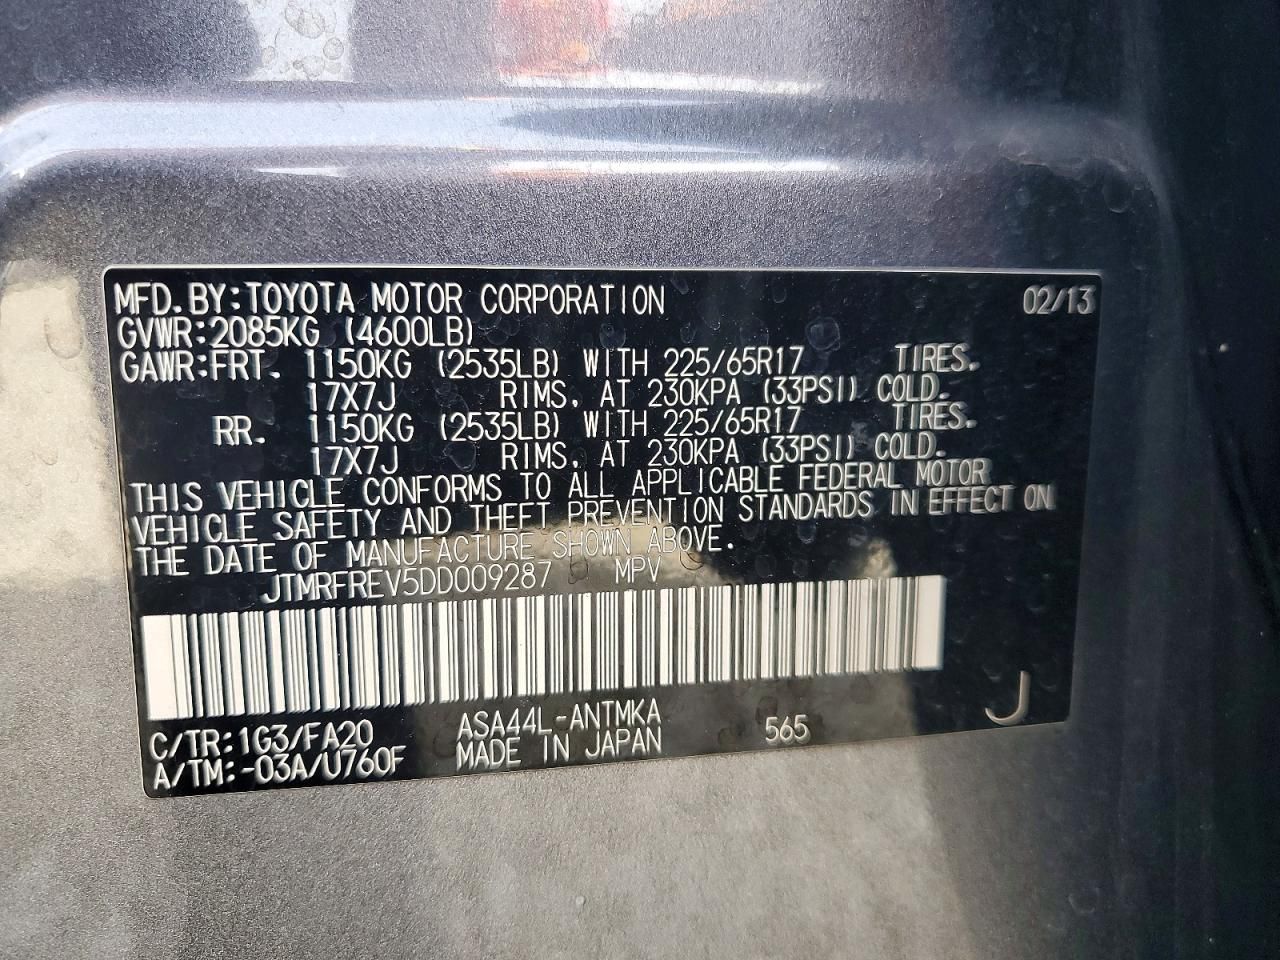 MFD.BY:TOYOTA MOTOR CORPORATION 02/13
GVWR:2085KG (4600LB)
GAWR:FRT. 1150KG (2535LB) WITH 225/65R17 TIRES.
17X7J RIMS, AT 230KPA (33PSI) COLD.
RR. 1150KG (2535LB) WITH 225/65R17 TIRES.
17X7J RIMS, AT 230KPA (33PSI) COLD.
THIS VEHICLE CONFORMS TO ALL APPLICABLE FEDERAL MOTOR
VEHICLE SAFETY AND THEFT PREVENTION STANDARDS IN EFFECT ON
THE DATE OF MANUFACTURE SHOWN ABOVE.
JTMRFREV5DD009287 MPV
C/TR:1G3/FA20 ASA44L-ANTMKA 565 J
A/TM:-03A/U760F MADE IN JAPAN